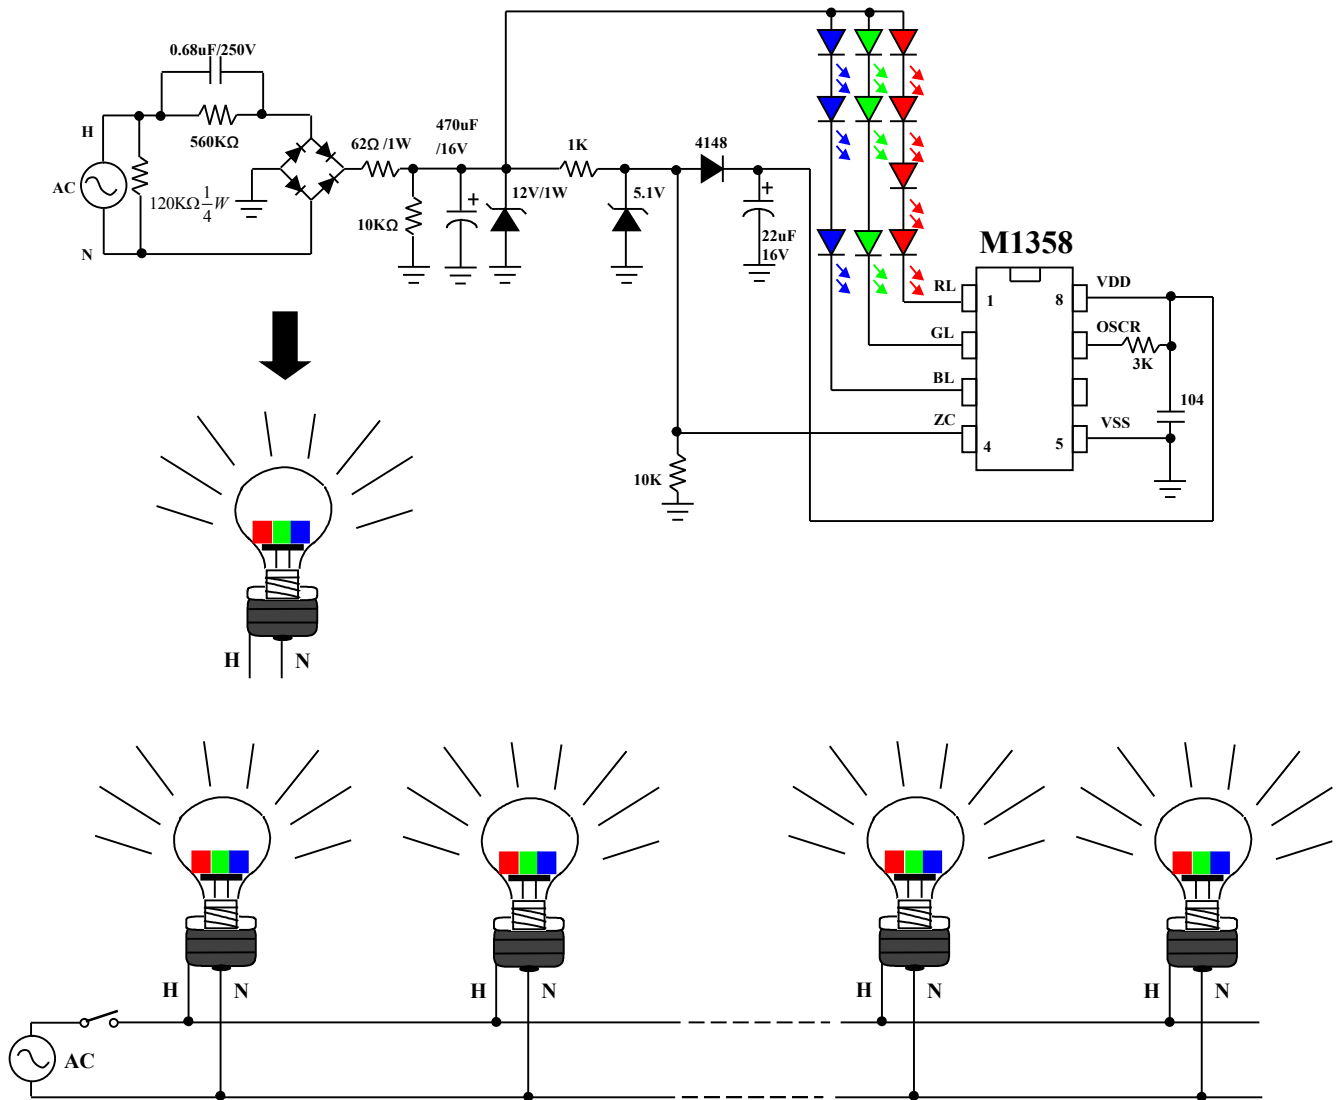 0.68uF/250V
H
560KΩ
AC
120KΩ 1/4 W
N
62Ω /1W
470uF
/16V
10KΩ
12V/1W
1K
5.1V
4148
22uF
16V
10K
M1358
RL
1
8
VDD
GL
OSCR
3K
BL
104
ZC
4
5
VSS
H
N
H
N
H
N
H
N
H
N
AC